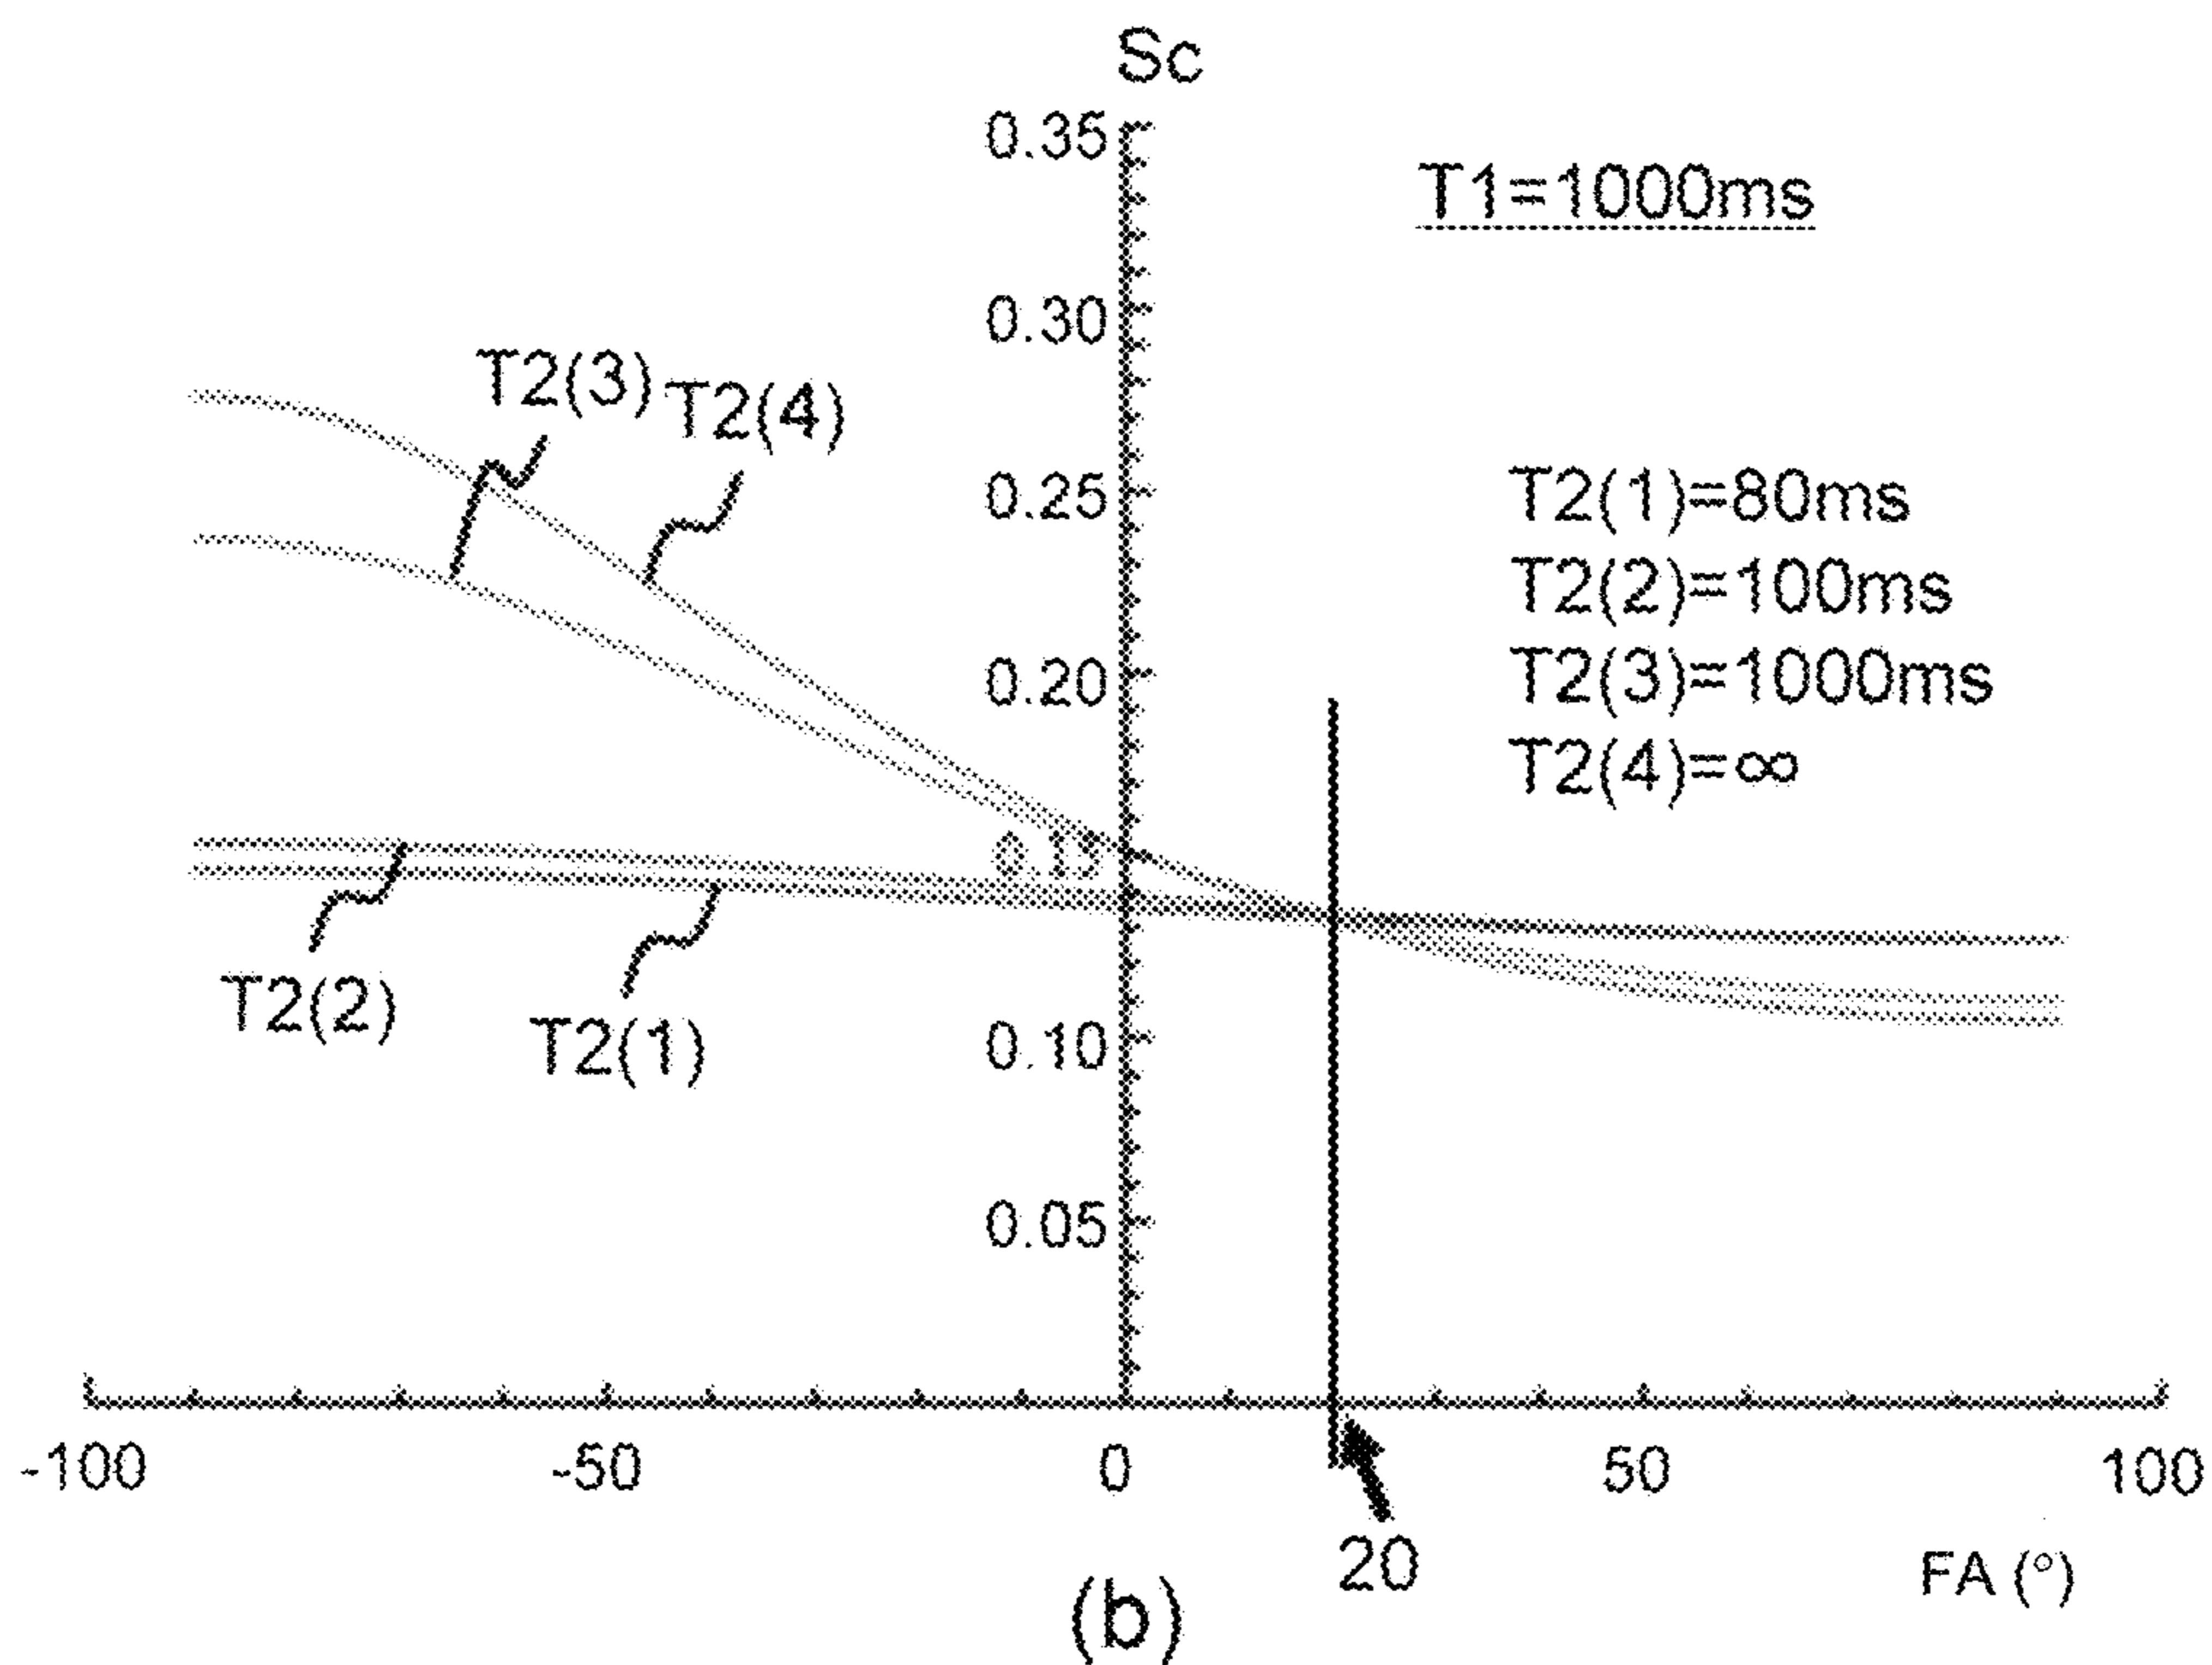 Sc
0.35
T1=1000ms
0.30
T2(3)
T2(4)
0.25
T2(1)=80ms
T2(2)=100ms
T2(3)=1000ms
T2(4)=∞
0.20
T2(2)
T2(1)
0.10
0.05
-100
-50
0
50
100
20
FA (°)
(b)